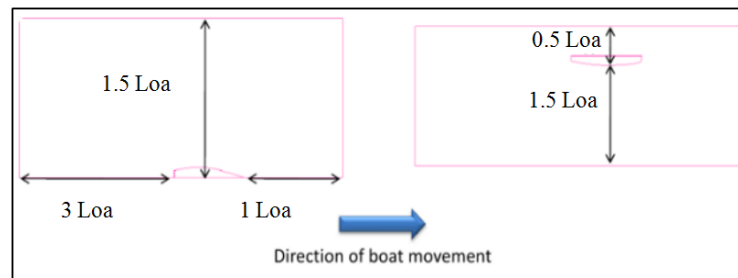 1.5 Loa
3 Loa
1 Loa
0.5 Loa
1.5 Loa
Direction of boat movement